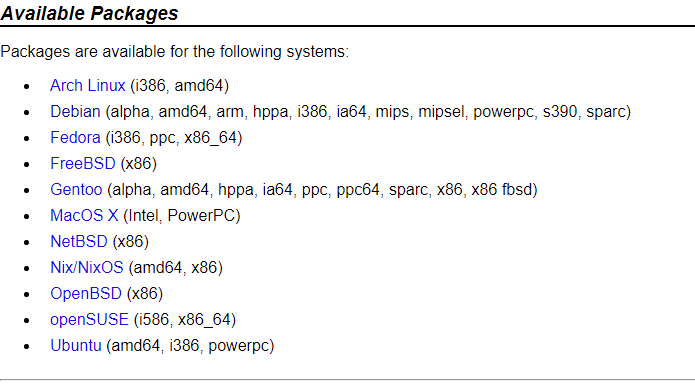 Available Packages
Packages are available for the following systems:
• Arch Linux (i386, amd64)
• Debian (alpha, amd64, arm, hppa, i386, ia64, mips, mipsel, powerpc, s390, sparc)
• Fedora (i386, ppc, x86_64)
• FreeBSD (x86)
• Gentoo (alpha, amd64, hppa, ia64, ppc, ppc64, sparc, x86, x86 fbsd)
• MacOS X (Intel, PowerPC)
• NetBSD (x86)
• Nix/NixOS (amd64, x86)
• OpenBSD (x86)
• openSUSE (i586, x86_64)
• Ubuntu (amd64, i386, powerpc)